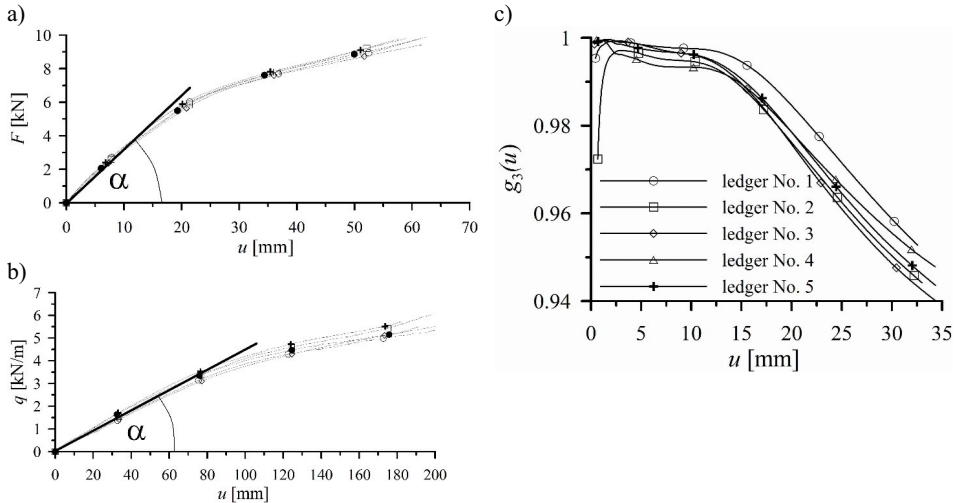 a)
10
8
6
4
2
0
F [kN]
α
0 10 20 30 40 50 60 70
u [mm]
b)
7
6
5
4
3
2
1
0
q [kN/m]
α
0 20 40 60 80 100 120 140 160 180 200
u [mm]
c)
1
0.98
0.96
0.94
g₃(u)
ledger No. 1
ledger No. 2
ledger No. 3
ledger No. 4
ledger No. 5
0 5 10 15 20 25 30 35
u [mm]